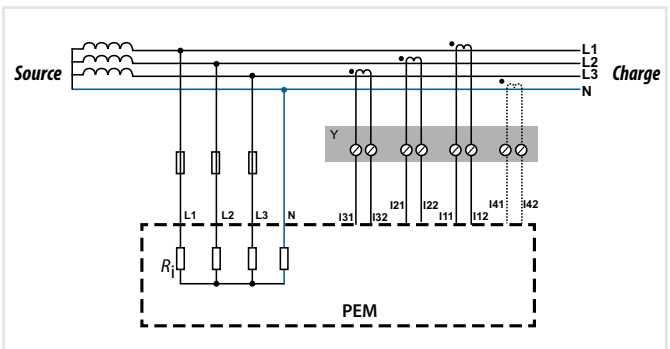 L1
L2
Source L3 Charge
N
Y
I21 I22 I11 I12 I41 I42
L1 L2 L3 N I31 I32
Ri
PEM